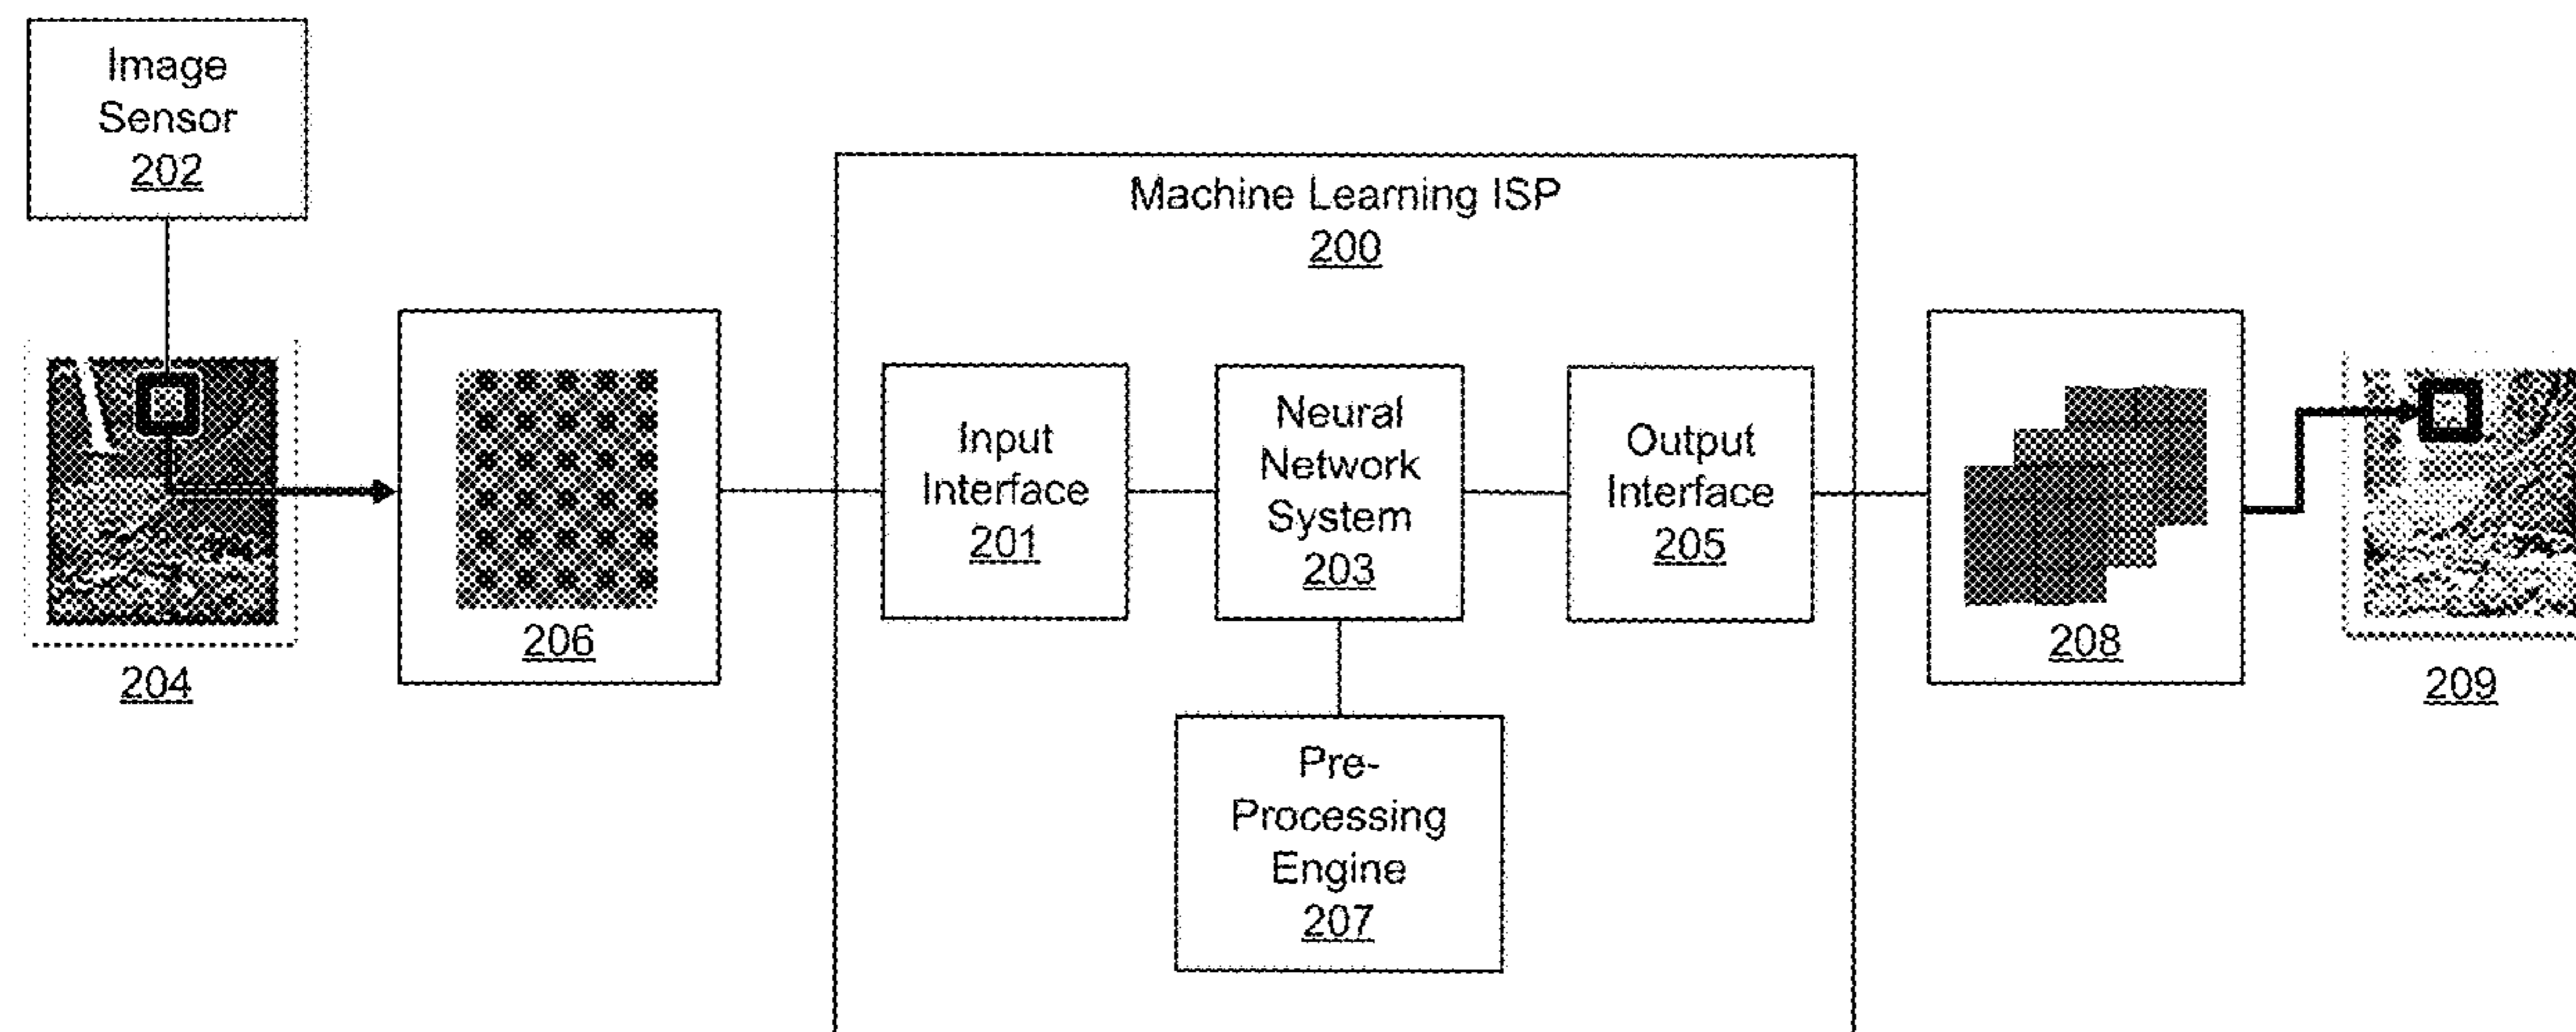 Image
Sensor
202
Machine Learning ISP
200
204
206
Input
Interface
201
Neural
Network
System
203
Output
Interface
205
Pre-
Processing
Engine
207
208
209